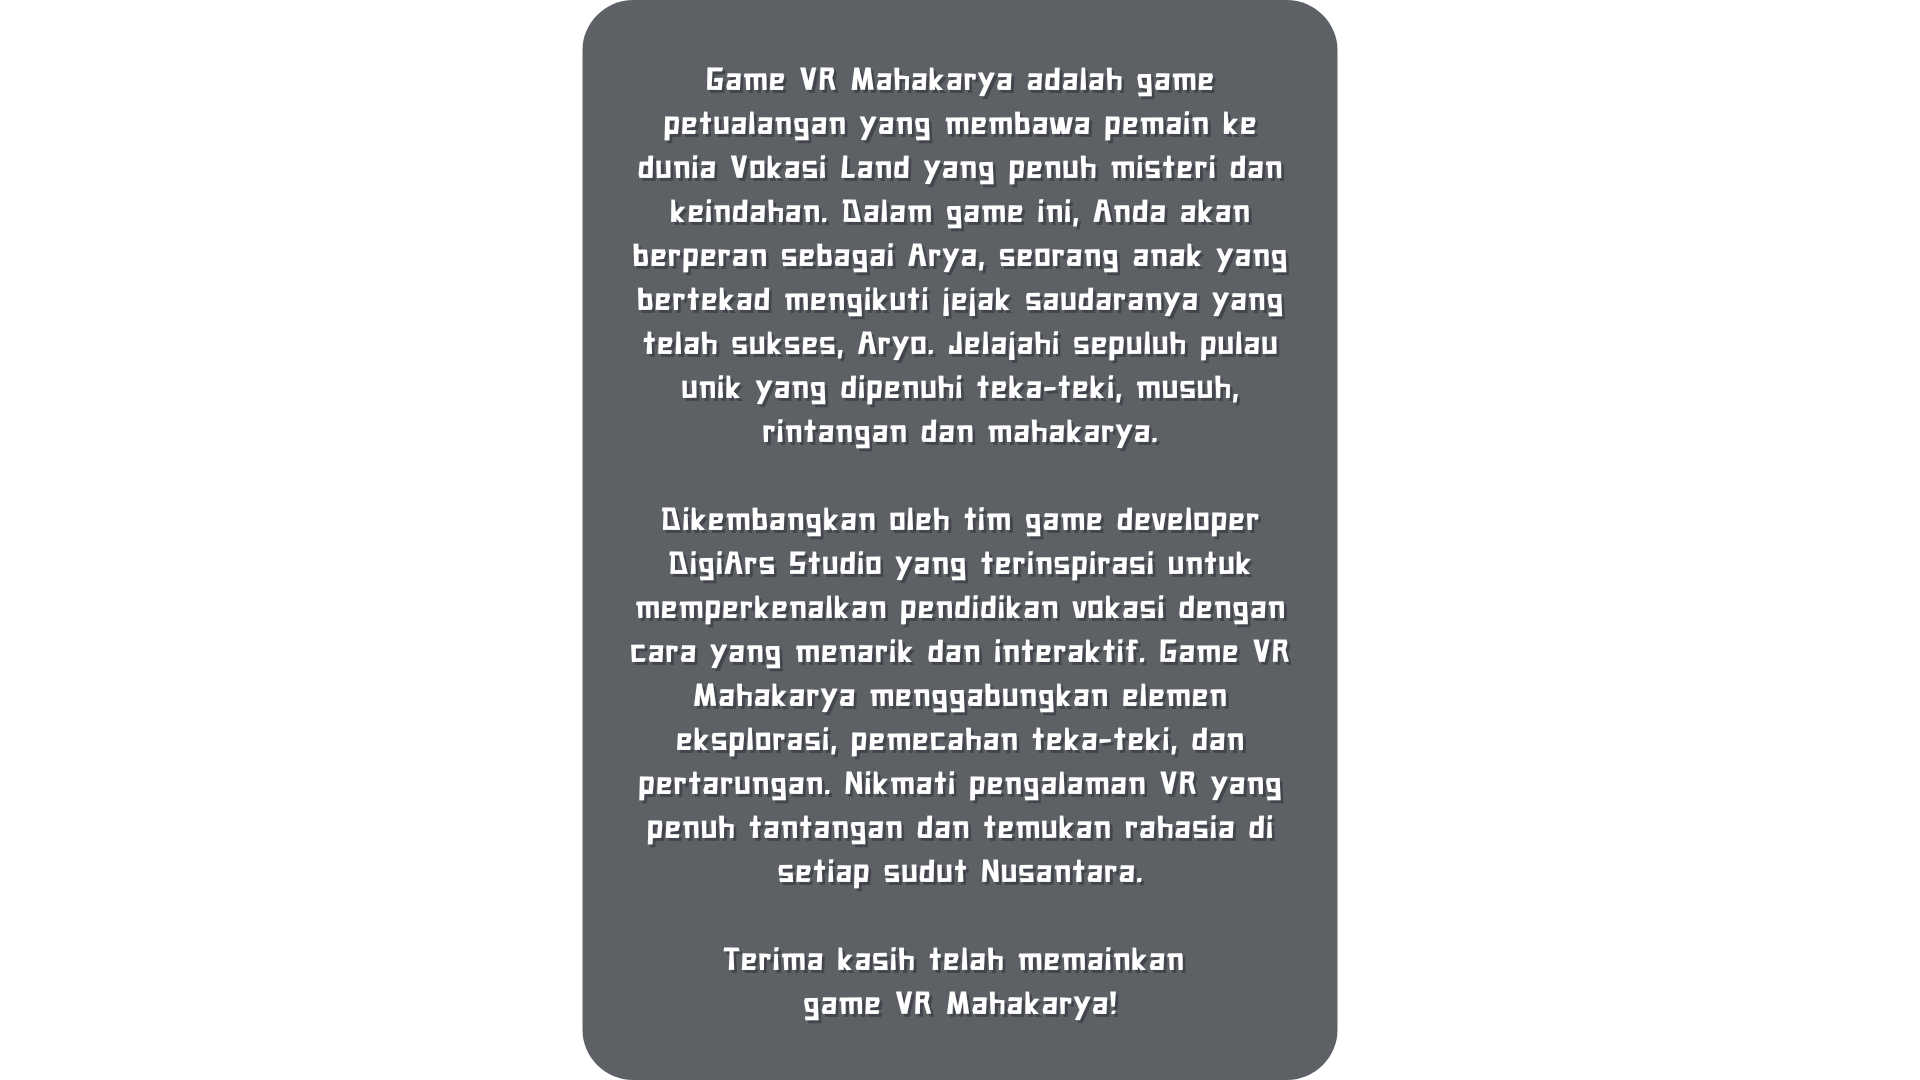 Game VR Mahakarya adalah game
petualangan yang membawa pemain ke
dunia Vokasi Land yang penuh misteri dan
keindahan. Dalam game ini, Anda akan
berperan sebagai Arya, seorang anak yang
bertekad mengikuti jejak saudaranya yang
telah sukses, Aryo. Jelajahi sepuluh pulau
unik yang dipenuhi teka-teki, musuh,
rintangan dan mahakarya.
Dikembangkan oleh tim game developer
DigiArs Studio yang terinspirasi untuk
memperkenalkan pendidikan vokasi dengan
cara yang menarik dan interaktif. Game VR
Mahakarya menggabungkan elemen
eksplorasi, pemecahan teka-teki, dan
pertarungan. Nikmati pengalaman VR yang
penuh tantangan dan temukan rahasia di
setiap sudut Nusantara.
Terima kasih telah memainkan
game VR Mahakarya!